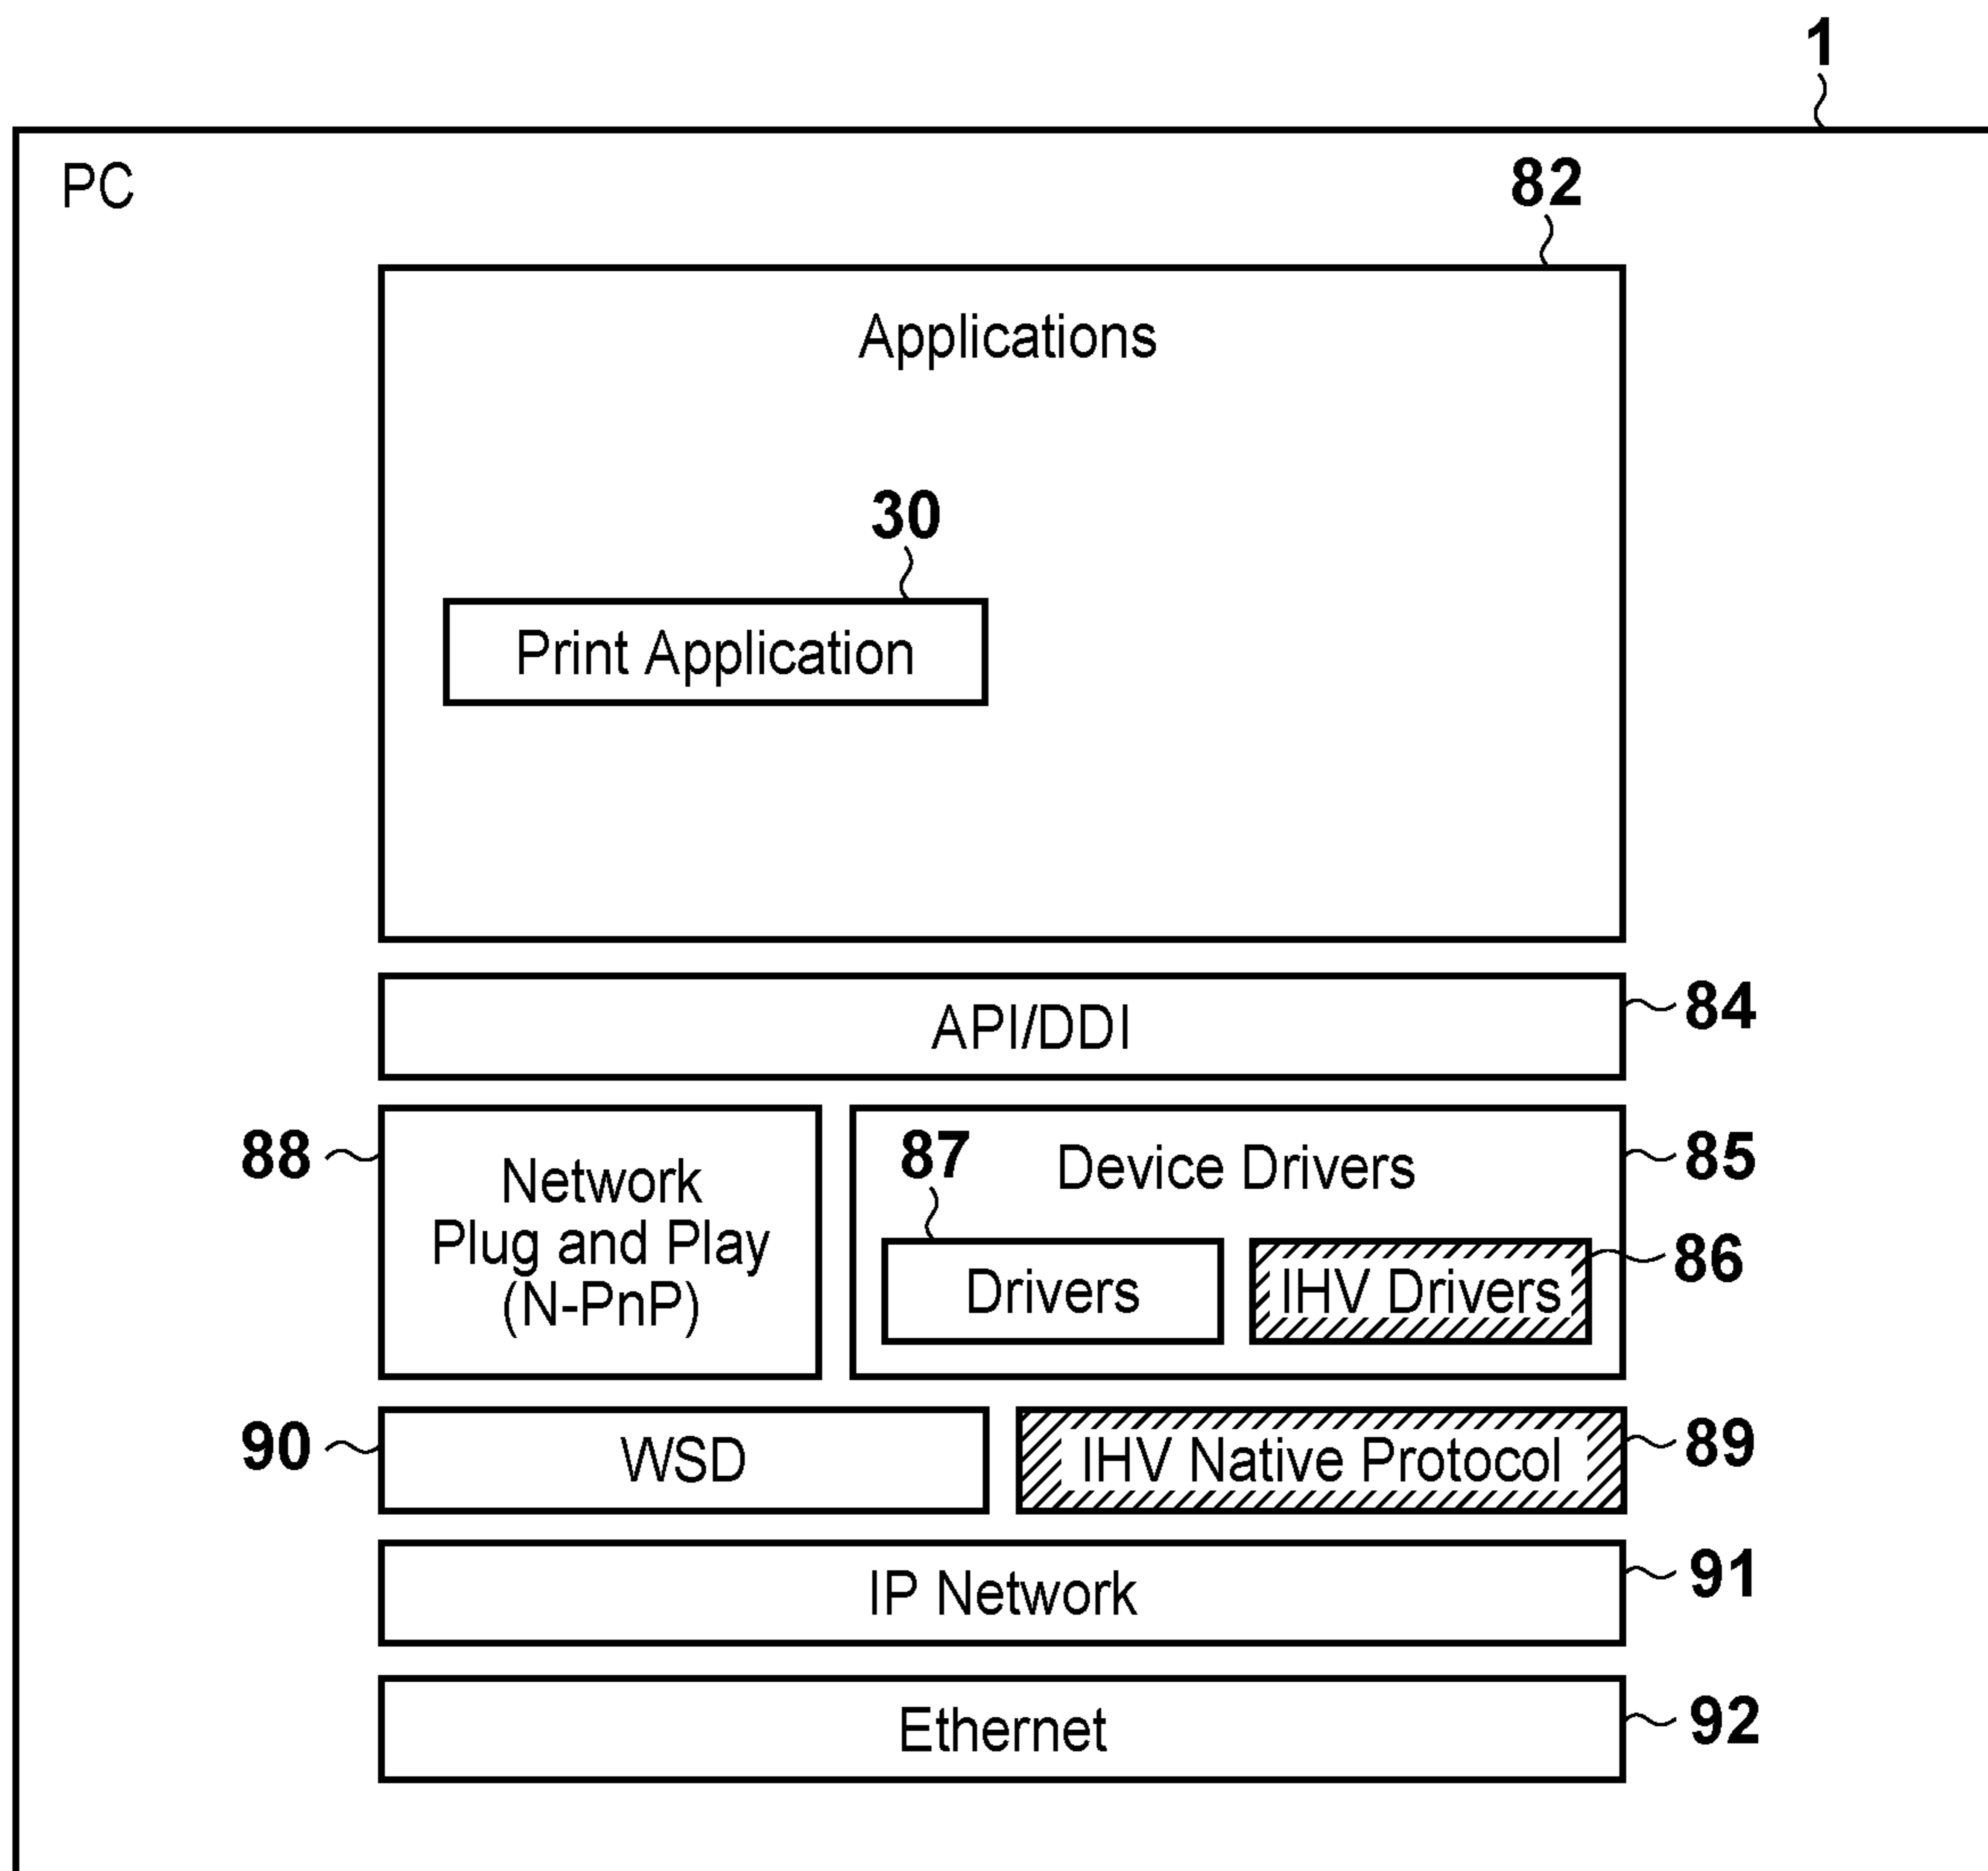 1
PC
82
Applications
30
Print Application
API/DDI
84
88
Network
Plug and Play
(N-PnP)
87
Device Drivers
85
Drivers
IHV Drivers
86
90
WSD
IHV Native Protocol
89
IP Network
91
Ethernet
92